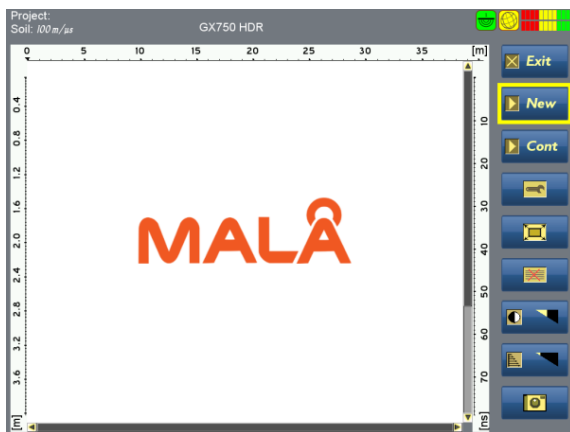 Project:
Soil: 100 m/µs
GX750 HDR
0 5 10 15 20 25 30 35 [m]
Exit
New
Cont
0.4
0.8
1.2
1.6
2.0
2.4
2.8
3.2
3.6
[m]
MALÅ
10
20
30
40
50
60
70
[ns]